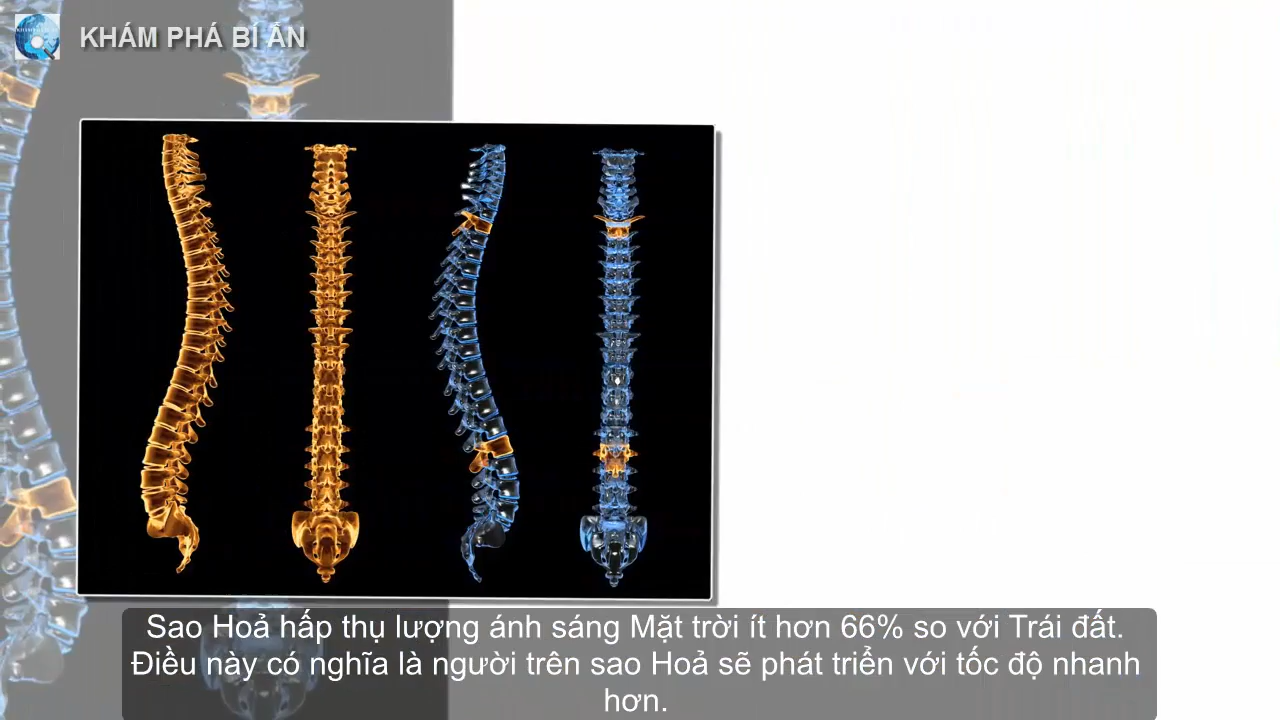 KHÁM PHÁ BÍ ẨN
Sao Hoả hấp thụ lượng ánh sáng Mặt trời ít hơn 66% so với Trái đất.
Điều này có nghĩa là người trên sao Hoả sẽ phát triển với tốc độ nhanh
hơn.